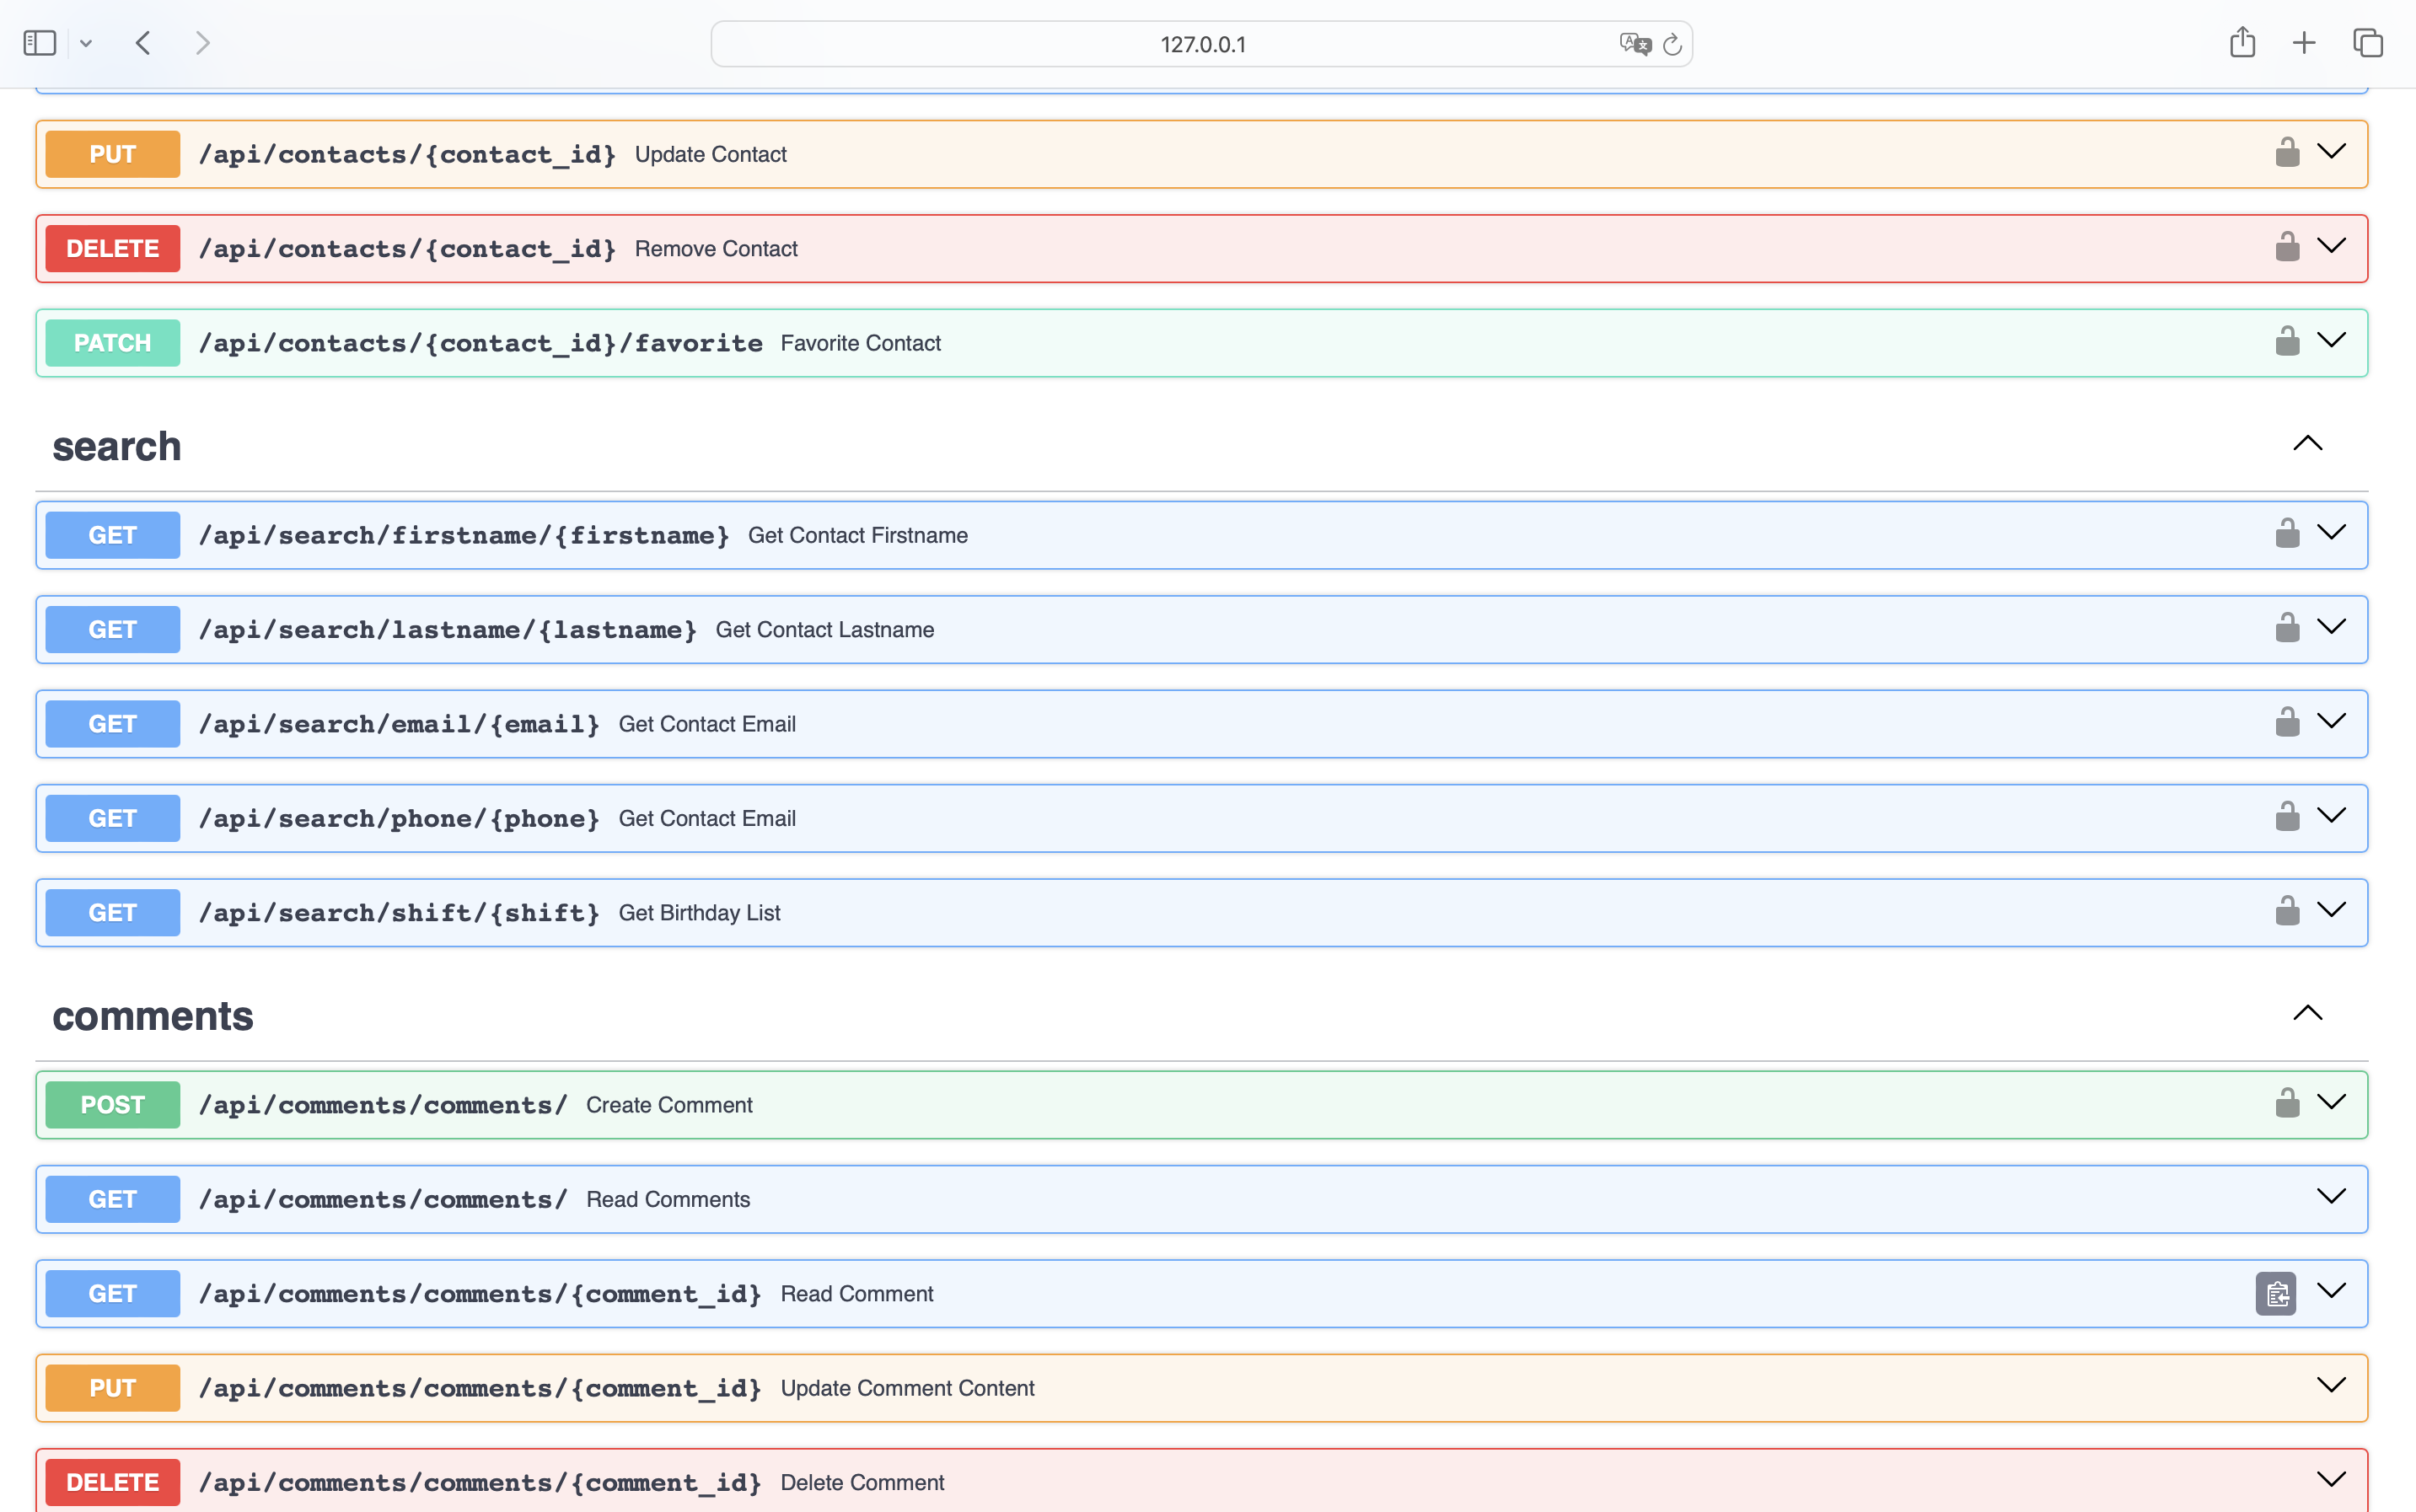 127.0.0.1
PUT /api/contacts/{contact_id} Update Contact
DELETE /api/contacts/{contact_id} Remove Contact
PATCH /api/contacts/{contact_id}/favorite Favorite Contact
search
GET /api/search/firstname/{firstname} Get Contact Firstname
GET /api/search/lastname/{lastname} Get Contact Lastname
GET /api/search/email/{email} Get Contact Email
GET /api/search/phone/{phone} Get Contact Email
GET /api/search/shift/{shift} Get Birthday List
comments
POST /api/comments/comments/ Create Comment
GET /api/comments/comments/ Read Comments
GET /api/comments/comments/{comment_id} Read Comment
PUT /api/comments/comments/{comment_id} Update Comment Content
DELETE /api/comments/comments/{comment_id} Delete Comment